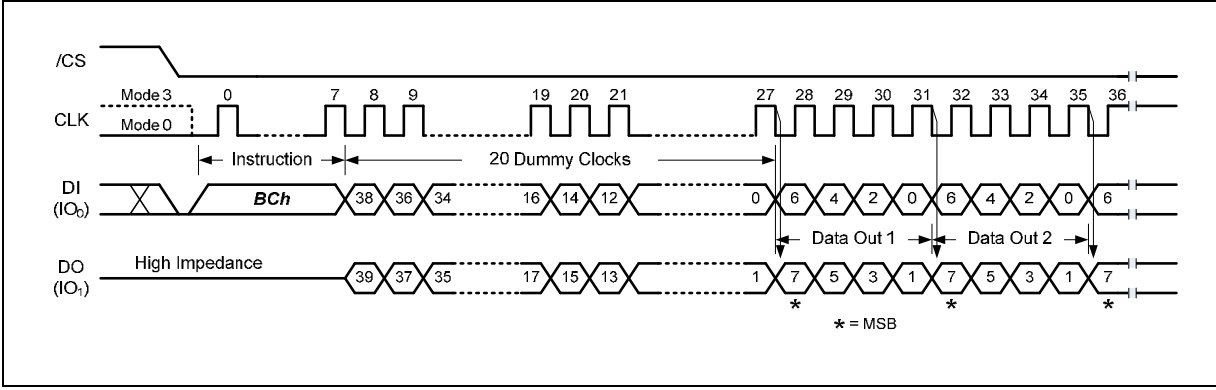 /CS
Mode 3 0 7 8 9 19 20 21 27 28 29 30 31 32 33 34 35 36
CLK
Mode 0
Instruction 20 Dummy Clocks
DI
(IO₀)
BCh 38 36 34 16 14 12 0 6 4 2 0 6 4 2 0 6
Data Out 1 Data Out 2
High Impedance
DO
(IO₁)
39 37 35 17 15 13 1 7 5 3 1 7 5 3 1 7
* * *
* = MSB